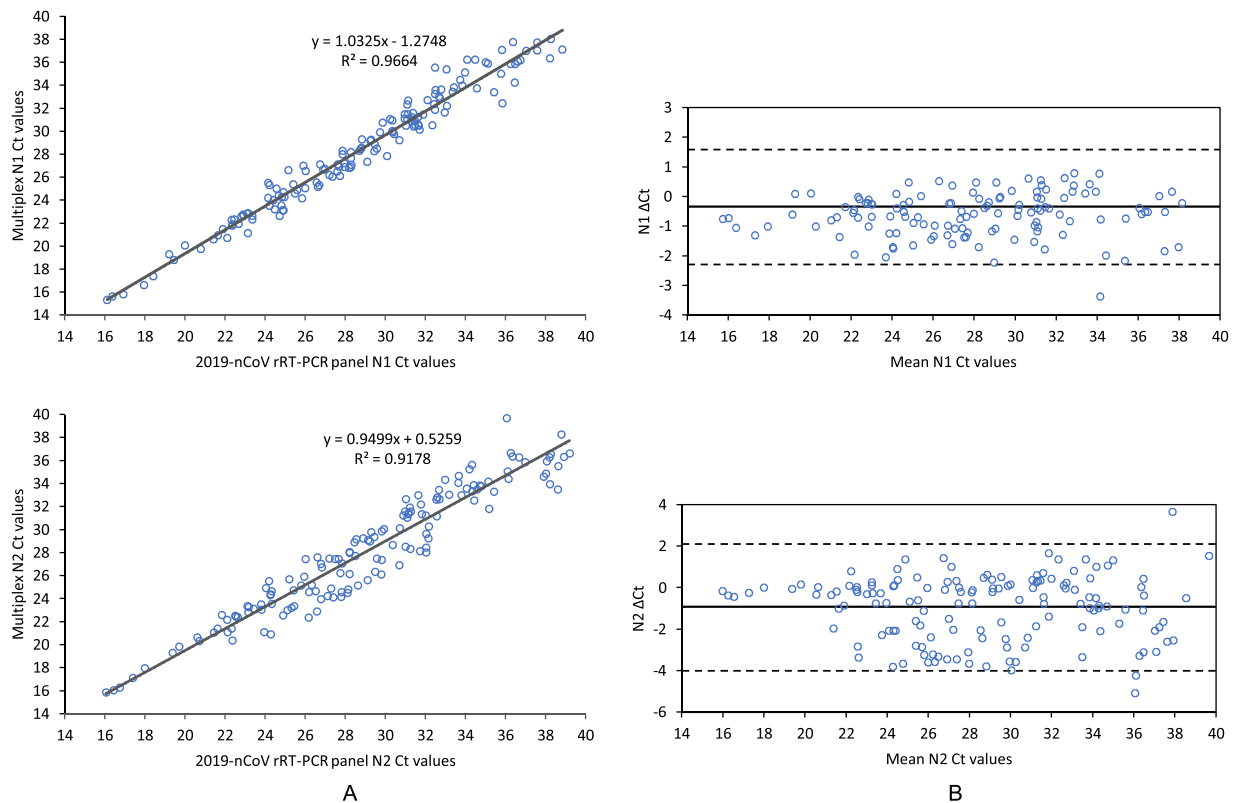 40
38
36
34
32
30
28
26
24
22
20
18
16
14
Multiplex N1 Ct values
y = 1.0325x - 1.2748
R² = 0.9664
14 16 18 20 22 24 26 28 30 32 34 36 38 40
2019-nCoV rRT-PCR panel N1 Ct values
3
2
1
0
-1
-2
-3
-4
N1 ΔCt
14 16 18 20 22 24 26 28 30 32 34 36 38 40
Mean N1 Ct values
40
38
36
34
32
30
28
26
24
22
20
18
16
14
Multiplex N2 Ct values
y = 0.9499x + 0.5259
R² = 0.9178
14 16 18 20 22 24 26 28 30 32 34 36 38 40
2019-nCoV rRT-PCR panel N2 Ct values
4
2
0
-2
-4
-6
N2 ΔCt
14 16 18 20 22 24 26 28 30 32 34 36 38 40
Mean N2 Ct values
A
B